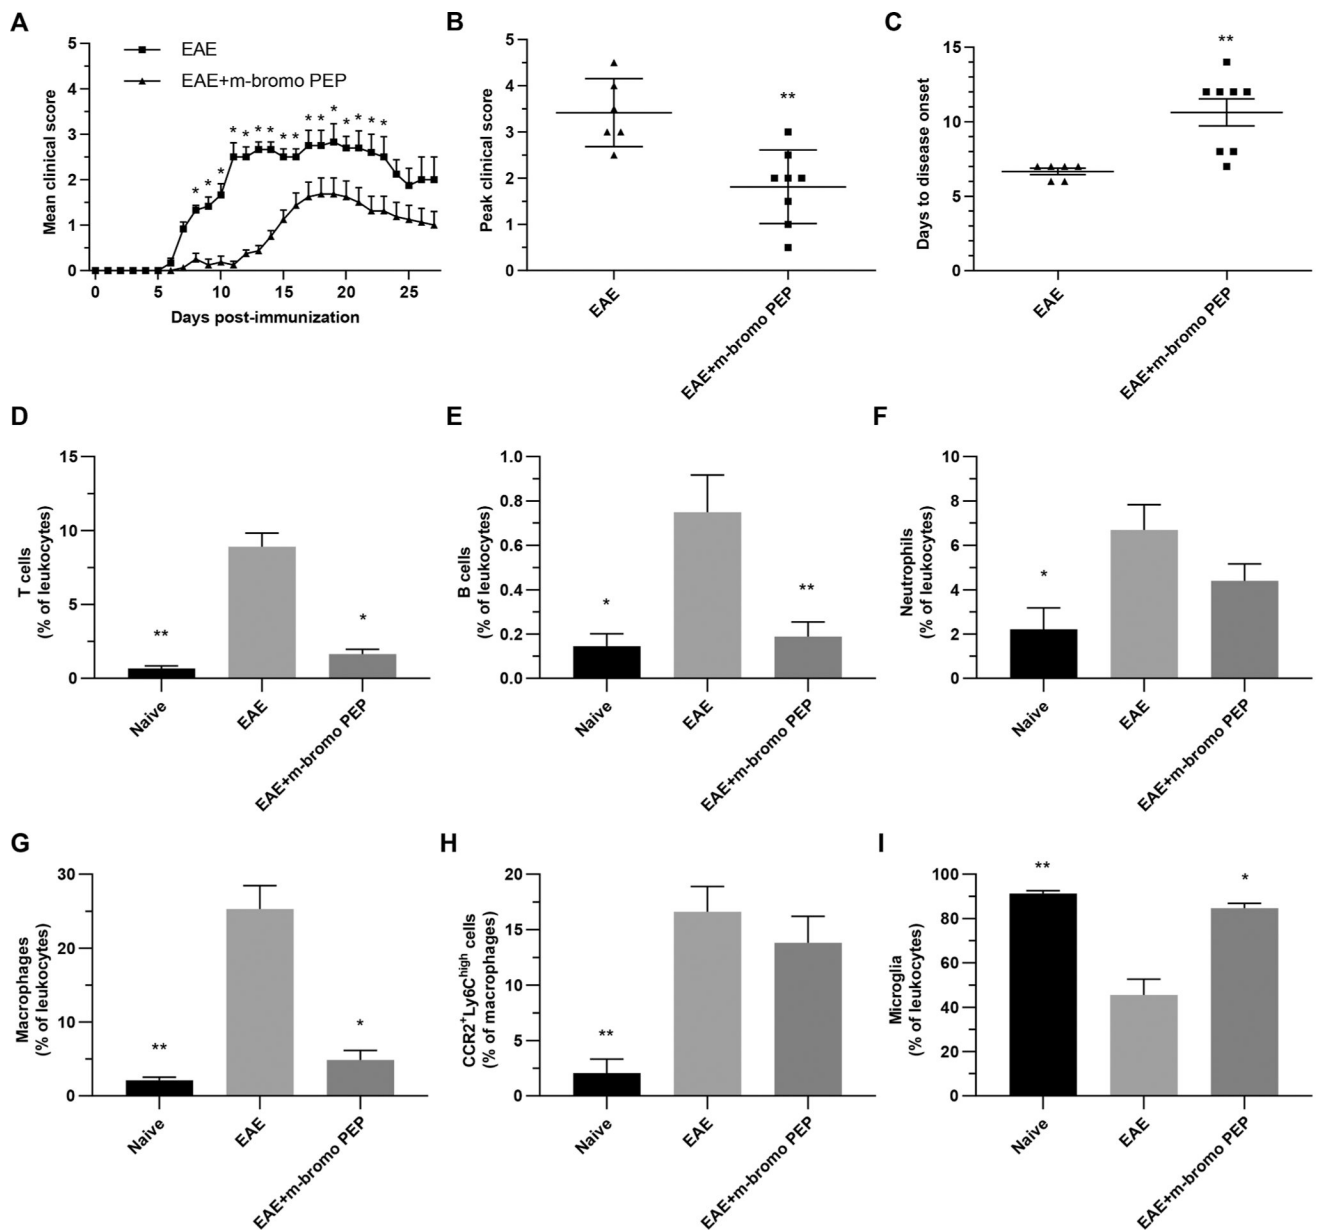 A
EAE
EAE+m-bromo PEP
Mean clinical score
5
4
3
2
1
0
* * * * * * * * * * * * * * * *
0 5 10 15 20 25
Days post-immunization
B
Peak clinical score
5
4
3
2
1
0
**
EAE
EAE+m-bromo PEP
C
Days to disease onset
15
10
5
0
**
EAE
EAE+m-bromo PEP
D
T cells
(% of leukocytes)
15
10
5
0
**
*
Naive
EAE
EAE+m-bromo PEP
E
B cells
(% of leukocytes)
1.0
0.8
0.6
0.4
0.2
0.0
*
**
Naive
EAE
EAE+m-bromo PEP
F
Neutrophils
(% of leukocytes)
10
8
6
4
2
0
*
Naive
EAE
EAE+m-bromo PEP
G
Macrophages
(% of leukocytes)
30
20
10
0
**
*
Naive
EAE
EAE+m-bromo PEP
H
CCR2⁺Ly6Cʰⁱᵍʰ cells
(% of macrophages)
20
15
10
5
0
**
Naive
EAE
EAE+m-bromo PEP
I
Microglia
(% of leukocytes)
100
80
60
40
20
0
**
*
Naive
EAE
EAE+m-bromo PEP